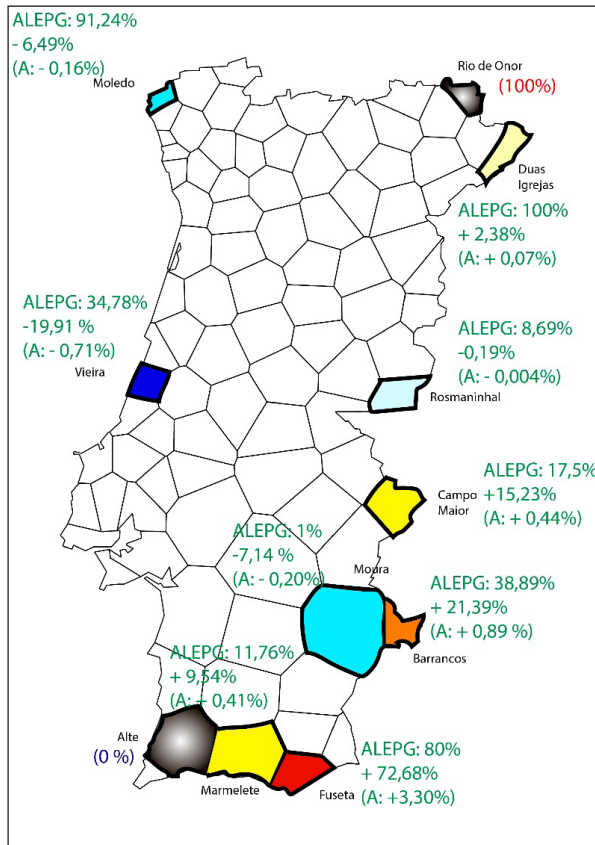 ALEPG: 91,24%
- 6,49%
(A: - 0,16%)
Moledo
Rio de Onor
(100%)
Duas
Igrejas
ALEPG: 100%
+ 2,38%
(A: + 0,07%)
ALEPG: 34,78%
-19,91 %
(A: - 0,71%)
Vieira
ALEPG: 8,69%
-0,19%
(A: - 0,004%)
Rosmaninhal
ALEPG: 17,5%
+15,23%
(A: + 0,44%)
Campo
Maior
ALEPG: 1%
-7,14 %
(A: - 0,20%)
Moura
ALEPG: 38,89%
+ 21,39%
(A: + 0,89 %)
Barrancos
ALEPG: 11,76%
+ 9,54%
(A: + 0,41%)
Alte
(0 %)
Marmelete
Fuseta
ALEPG: 80%
+ 72,68%
(A: +3,30%)